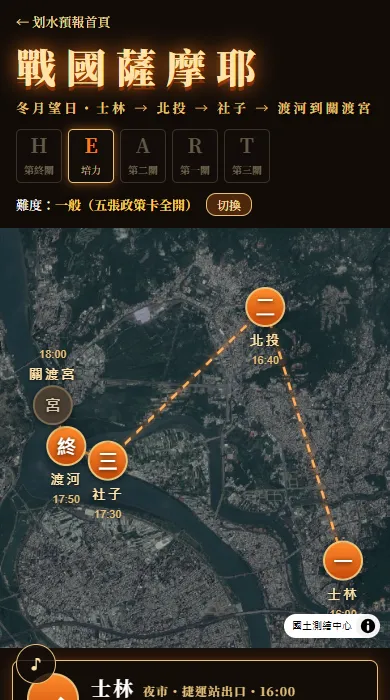 ← 划水預報首頁
戰國薩摩耶
冬月望日・士林 → 北投 → 社子 → 渡河到關渡宮
H E A R T
第終關 培力 第二關 第一關 第三關
難度：一般（五張政策卡全開） 切換
二
北投
16:40
18:00
關渡宮
宮
終
渡河
17:50
三
社子
17:30
一
士林
16:00
國土測繪中心 i
♪
士林 夜市・捷運站出口・16:00